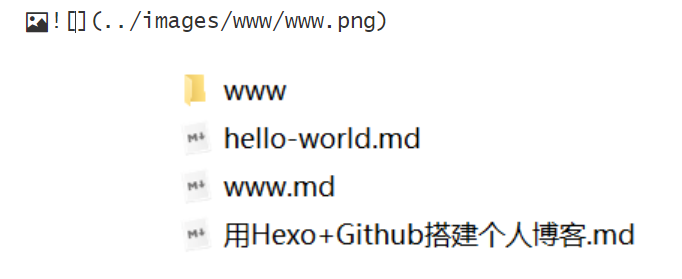 ![](../images/www/www.png)
www
hello-world.md
www.md
用Hexo+Github搭建个人博客.md